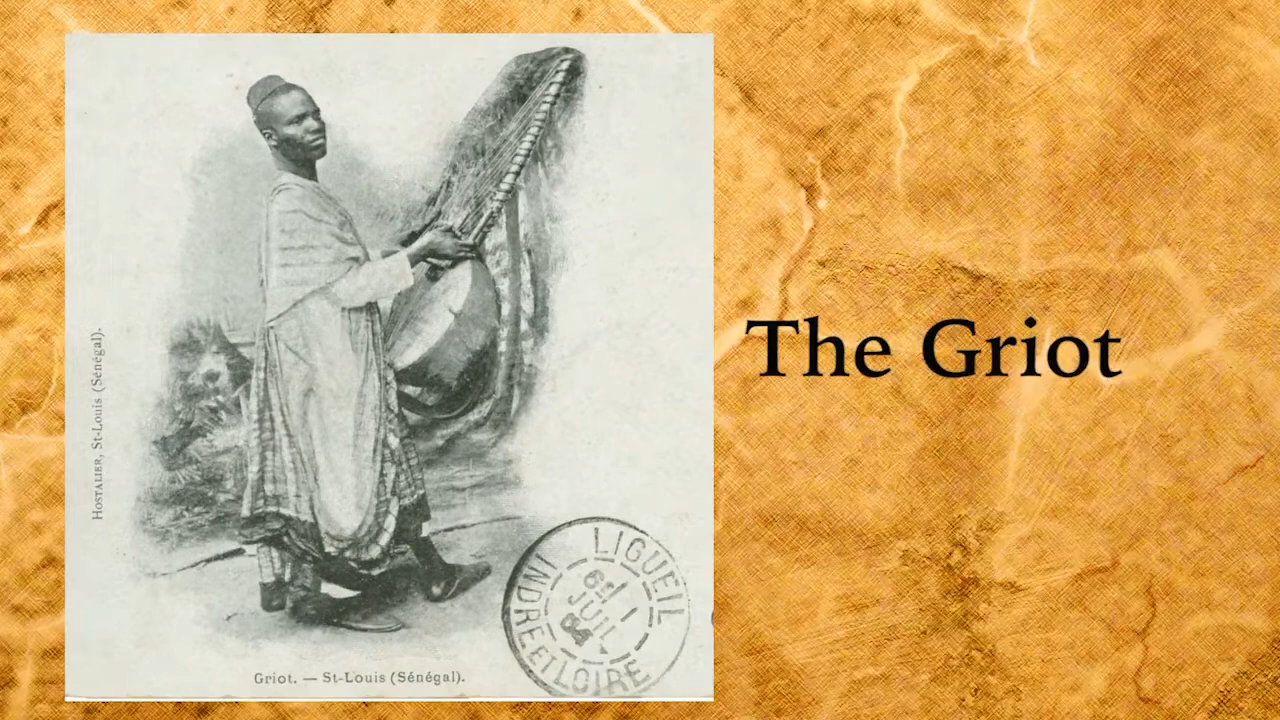 The Griot
HOSTALIER, St-Louis (Sénégal).
Griot. — St-Louis (Sénégal).
LIGUEIL
INDRE ET LOIRE
JUIL